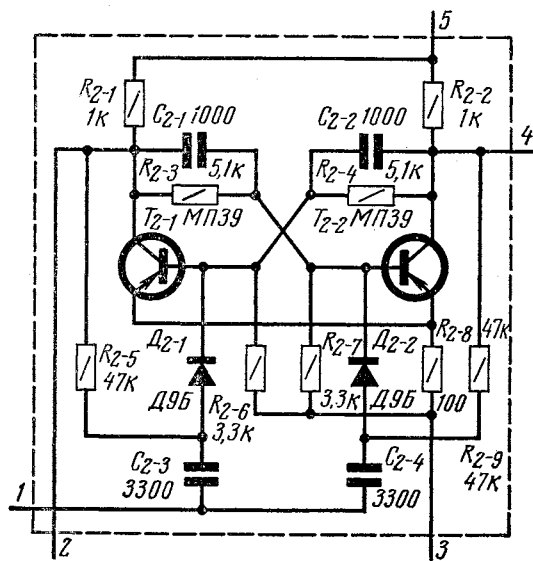 5
R2-1
1к
C2-1 1000
C2-2 1000
R2-2
1к
4
R2-3
5,1к
R2-4
5,1к
T2-1 МП39
T2-2 МП39
Д2-1
R2-7
Д2-2
R2-8
47к
R2-5
47к
Д9Б
R2-6
3,3к
3,3к
Д9Б
100
C2-3
3300
C2-4
3300
R2-9
47к
1
2
3